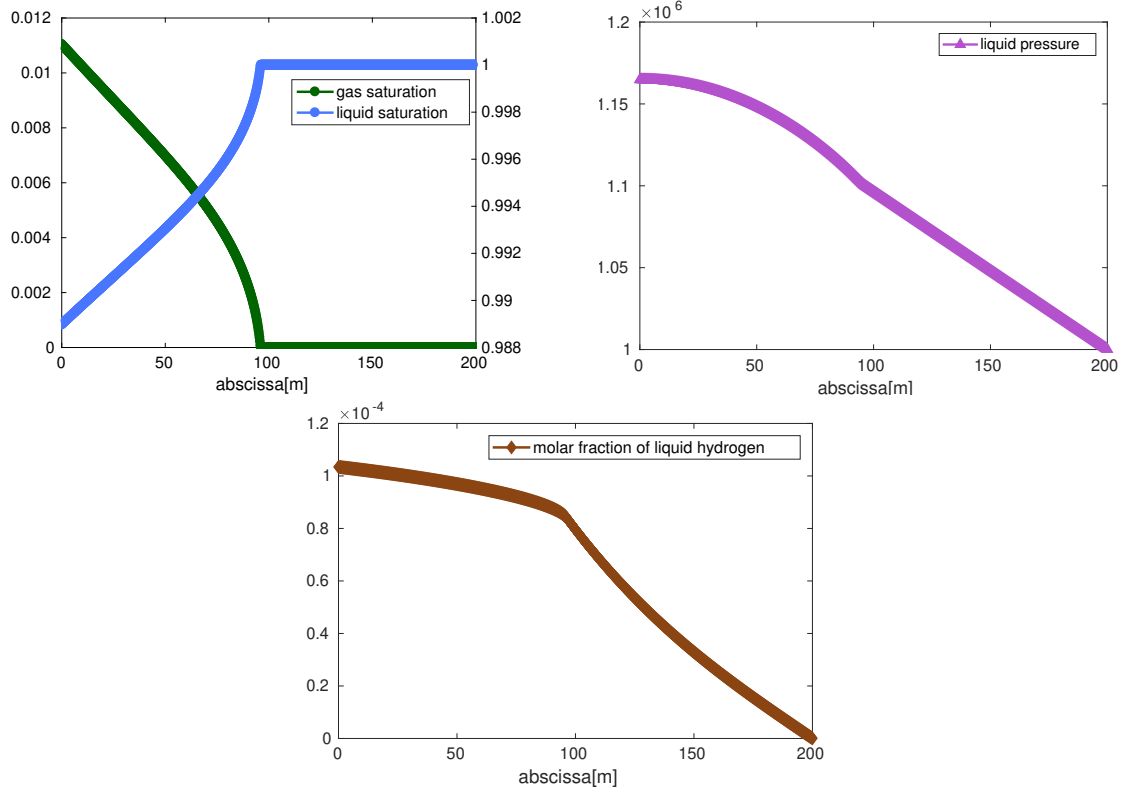 0.012
0.01
0.008
0.006
0.004
0.002
0
1.002
1
0.998
0.996
0.994
0.992
0.99
0.988
gas saturation
liquid saturation
0 50 100 150 200
abscissa[m]
×10^6
1.2
1.15
1.1
1.05
1
liquid pressure
0 50 100 150 200
abscissa[m]
×10^-4
1.2
1
0.8
0.6
0.4
0.2
0
molar fraction of liquid hydrogen
0 50 100 150 200
abscissa[m]